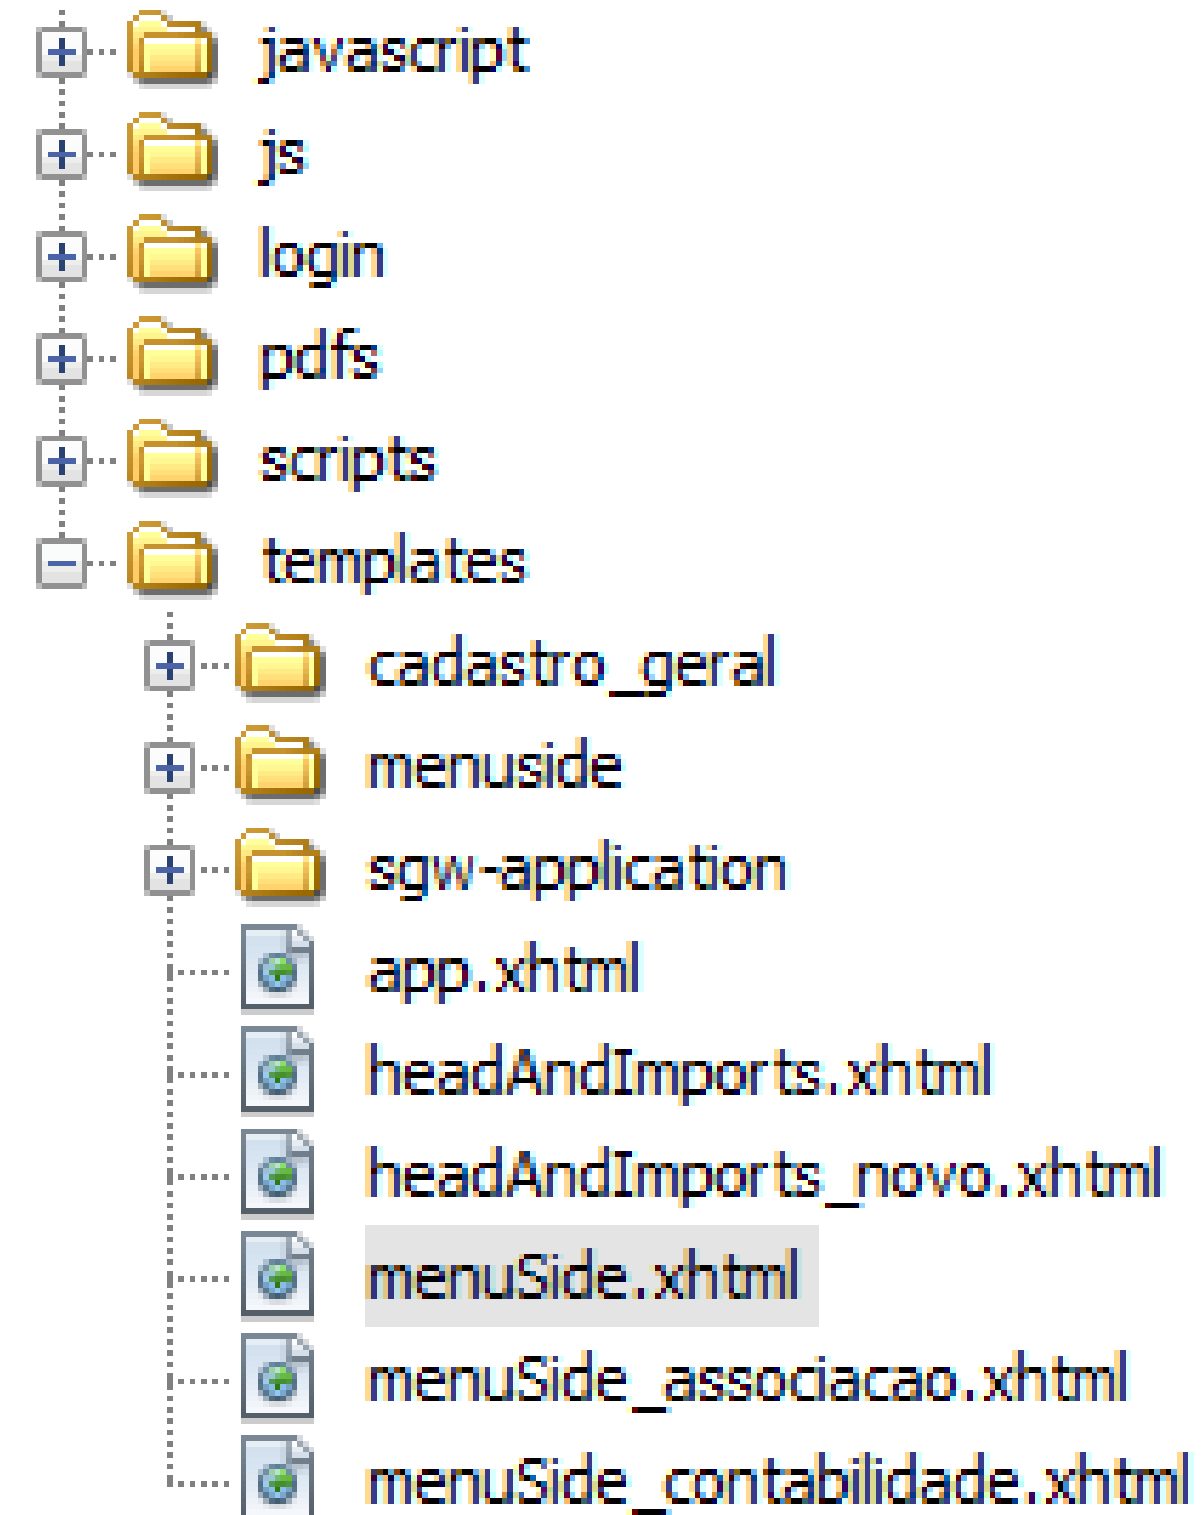 javascript
js
login
pdfs
scripts
templates
cadastro_geral
menuside
sgw-application
app.xhtml
headAndImports.xhtml
headAndImports_novo.xhtml
menuSide.xhtml
menuSide_associacao.xhtml
menuSide_contabilidade.xhtml